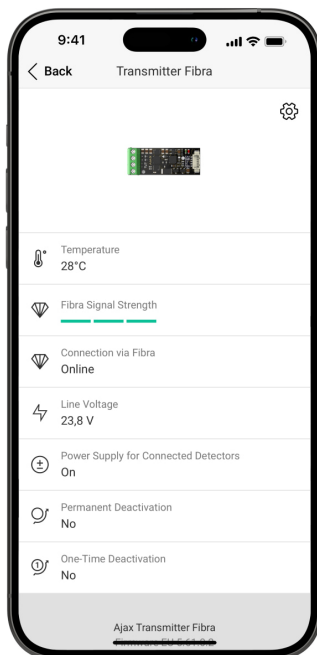 9:41
Back
Transmitter Fibra
Temperature
28°C
Fibra Signal Strength
Connection via Fibra
Online
Line Voltage
23,8 V
Power Supply for Connected Detectors
On
Permanent Deactivation
No
1
One-Time Deactivation
No
Ajax Transmitter Fibra